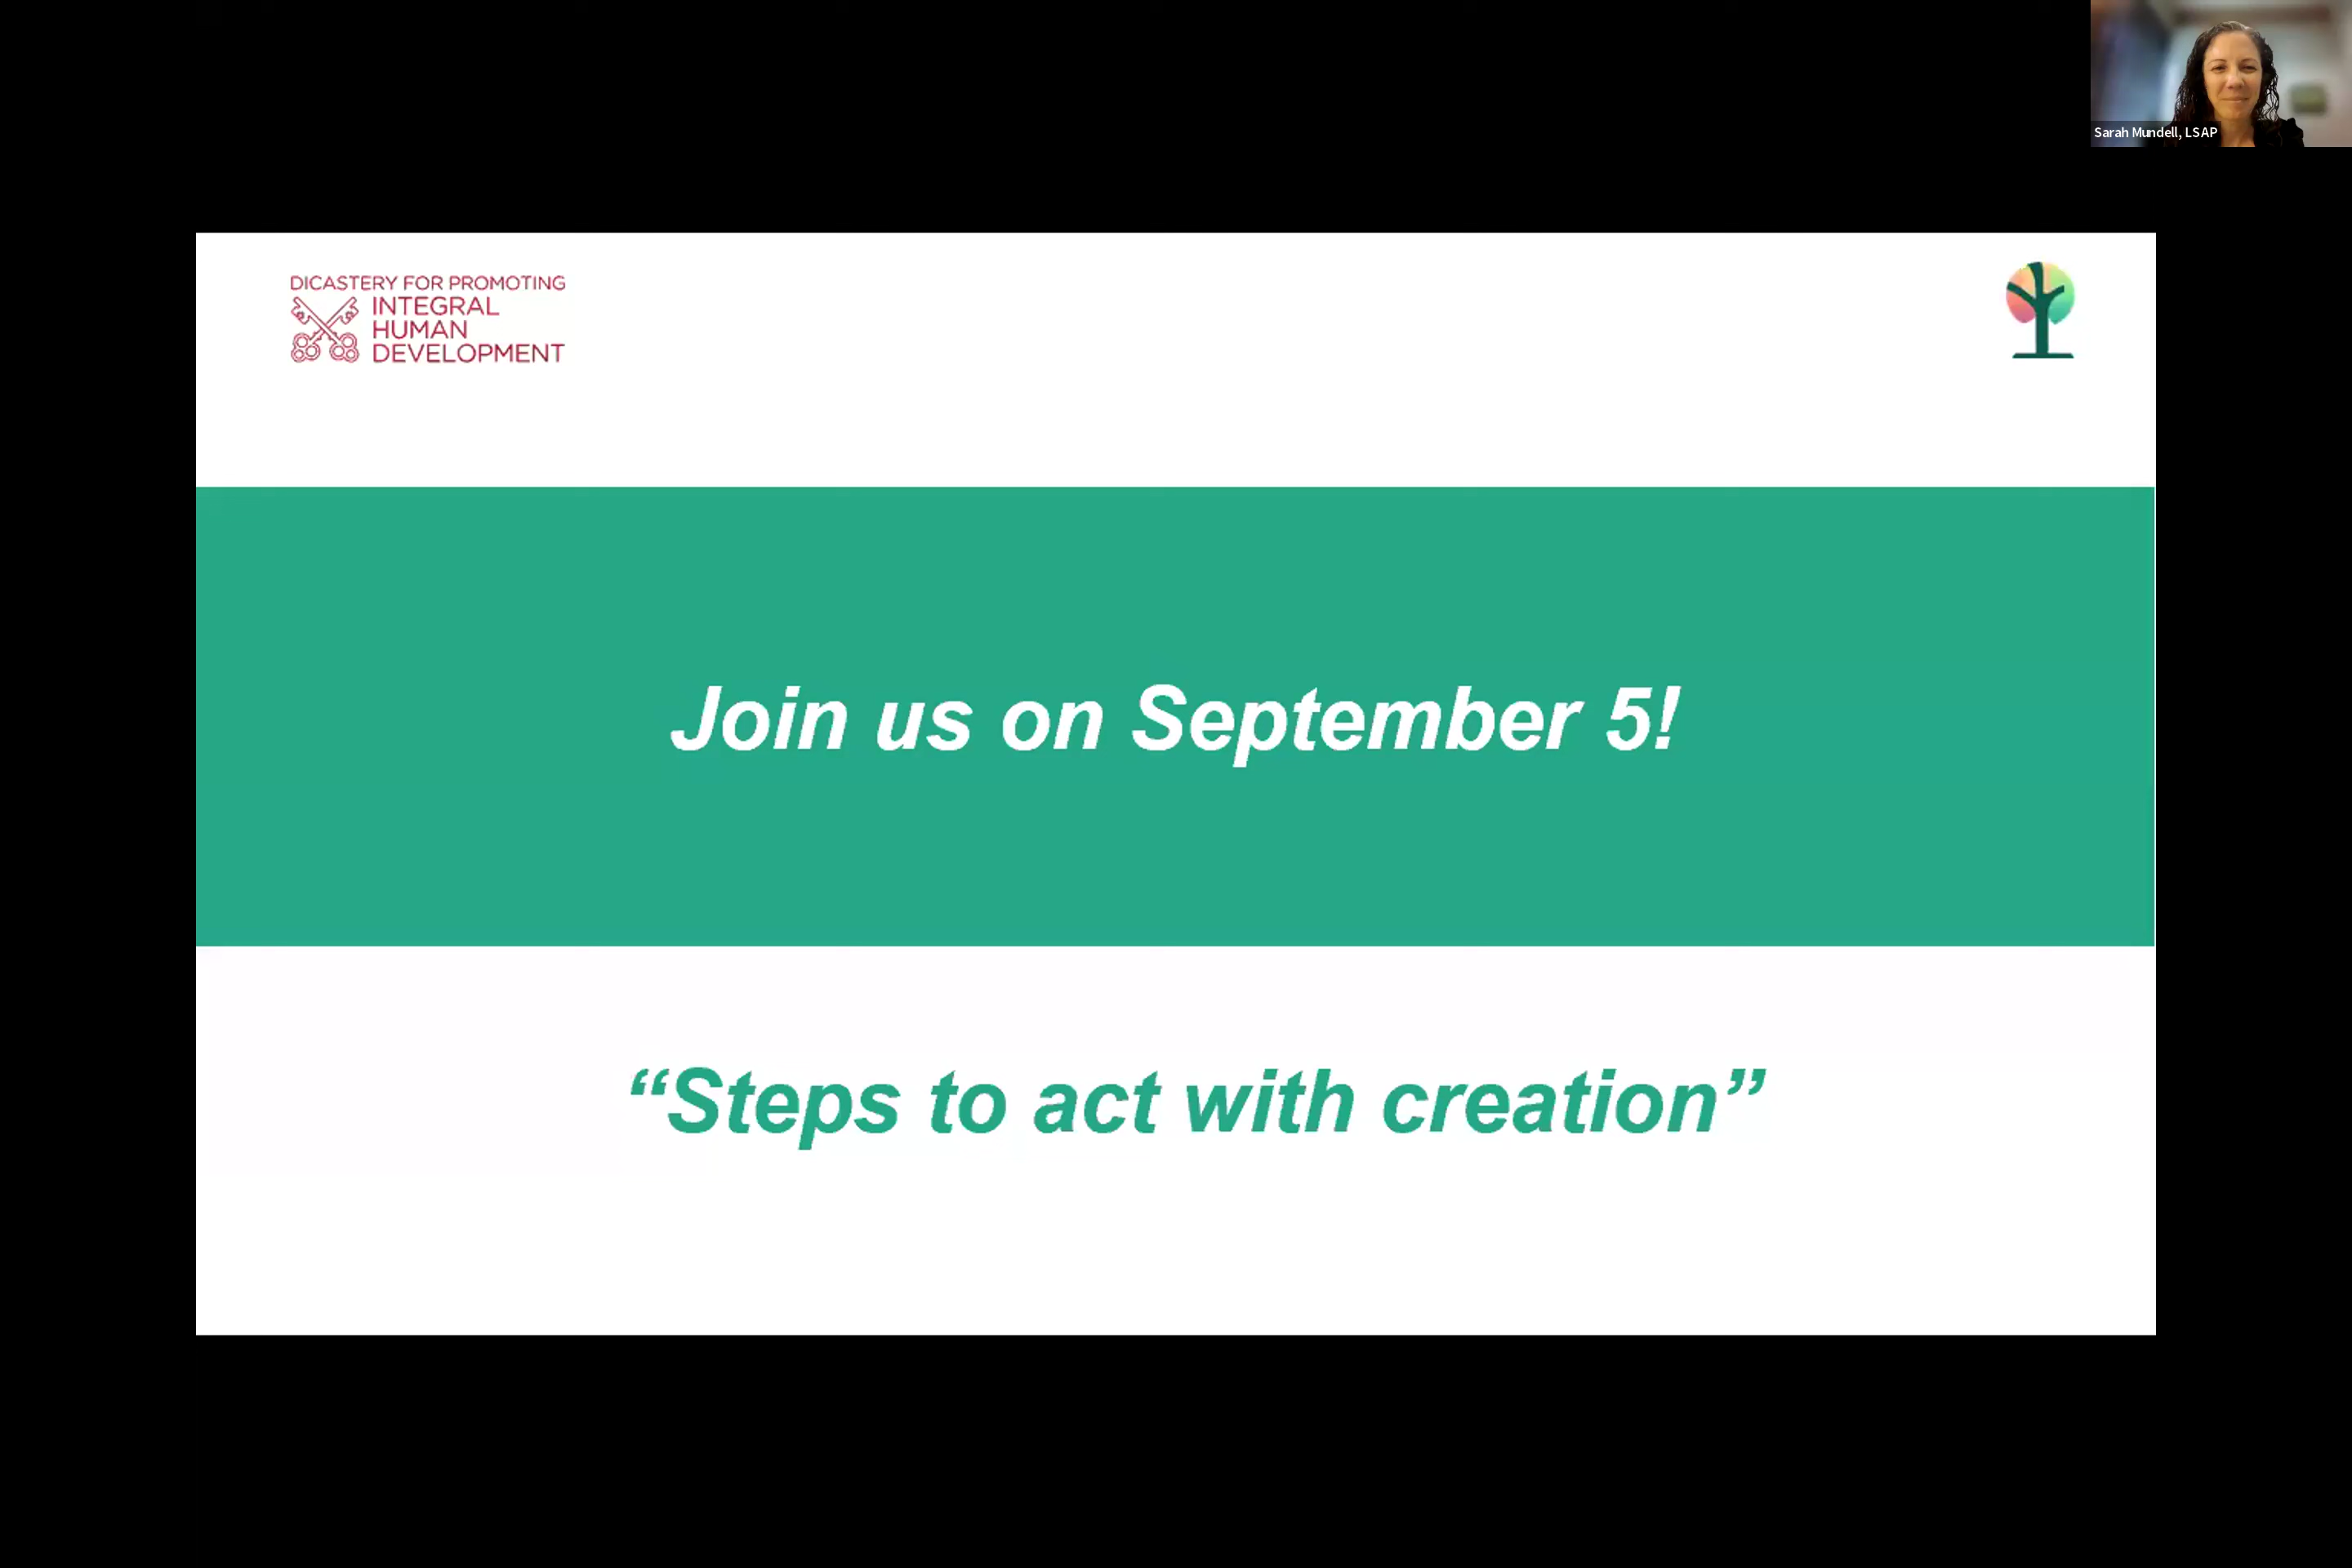 Sarah Mundell, LSAP
DICASTERY FOR PROMOTING
INTEGRAL
HUMAN
DEVELOPMENT
Join us on September 5!
“Steps to act with creation”